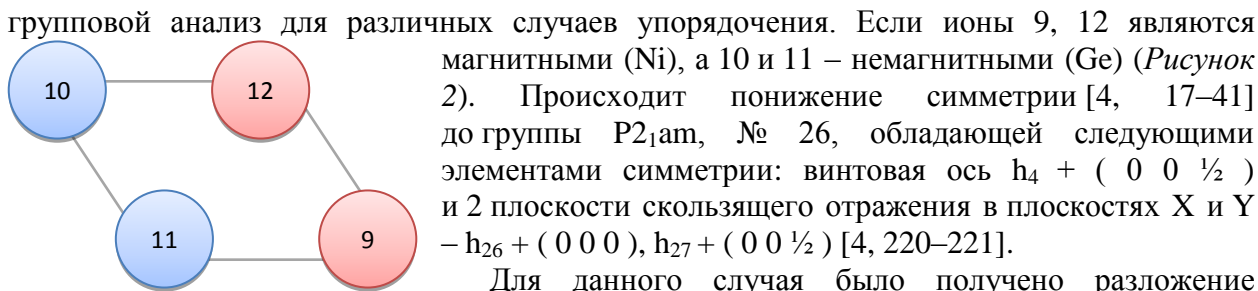 групповой анализ для различных случаев упорядочения. Если ионы 9, 12 являются
магнитными (Ni), а 10 и 11 – немагнитными (Ge) (Рисунок
2). Происходит понижение симметрии [4, 17–41]
до группы P2₁am, № 26, обладающей следующими
элементами симметрии: винтовая ось h₄ + ( 0 0 ½ )
и 2 плоскости скользящего отражения в плоскостях X и Y
– h₂₆ + ( 0 0 0 ), h₂₇ + ( 0 0 ½ ) [4, 220–221].
Для данного случая было получено разложение
10
12
11
9